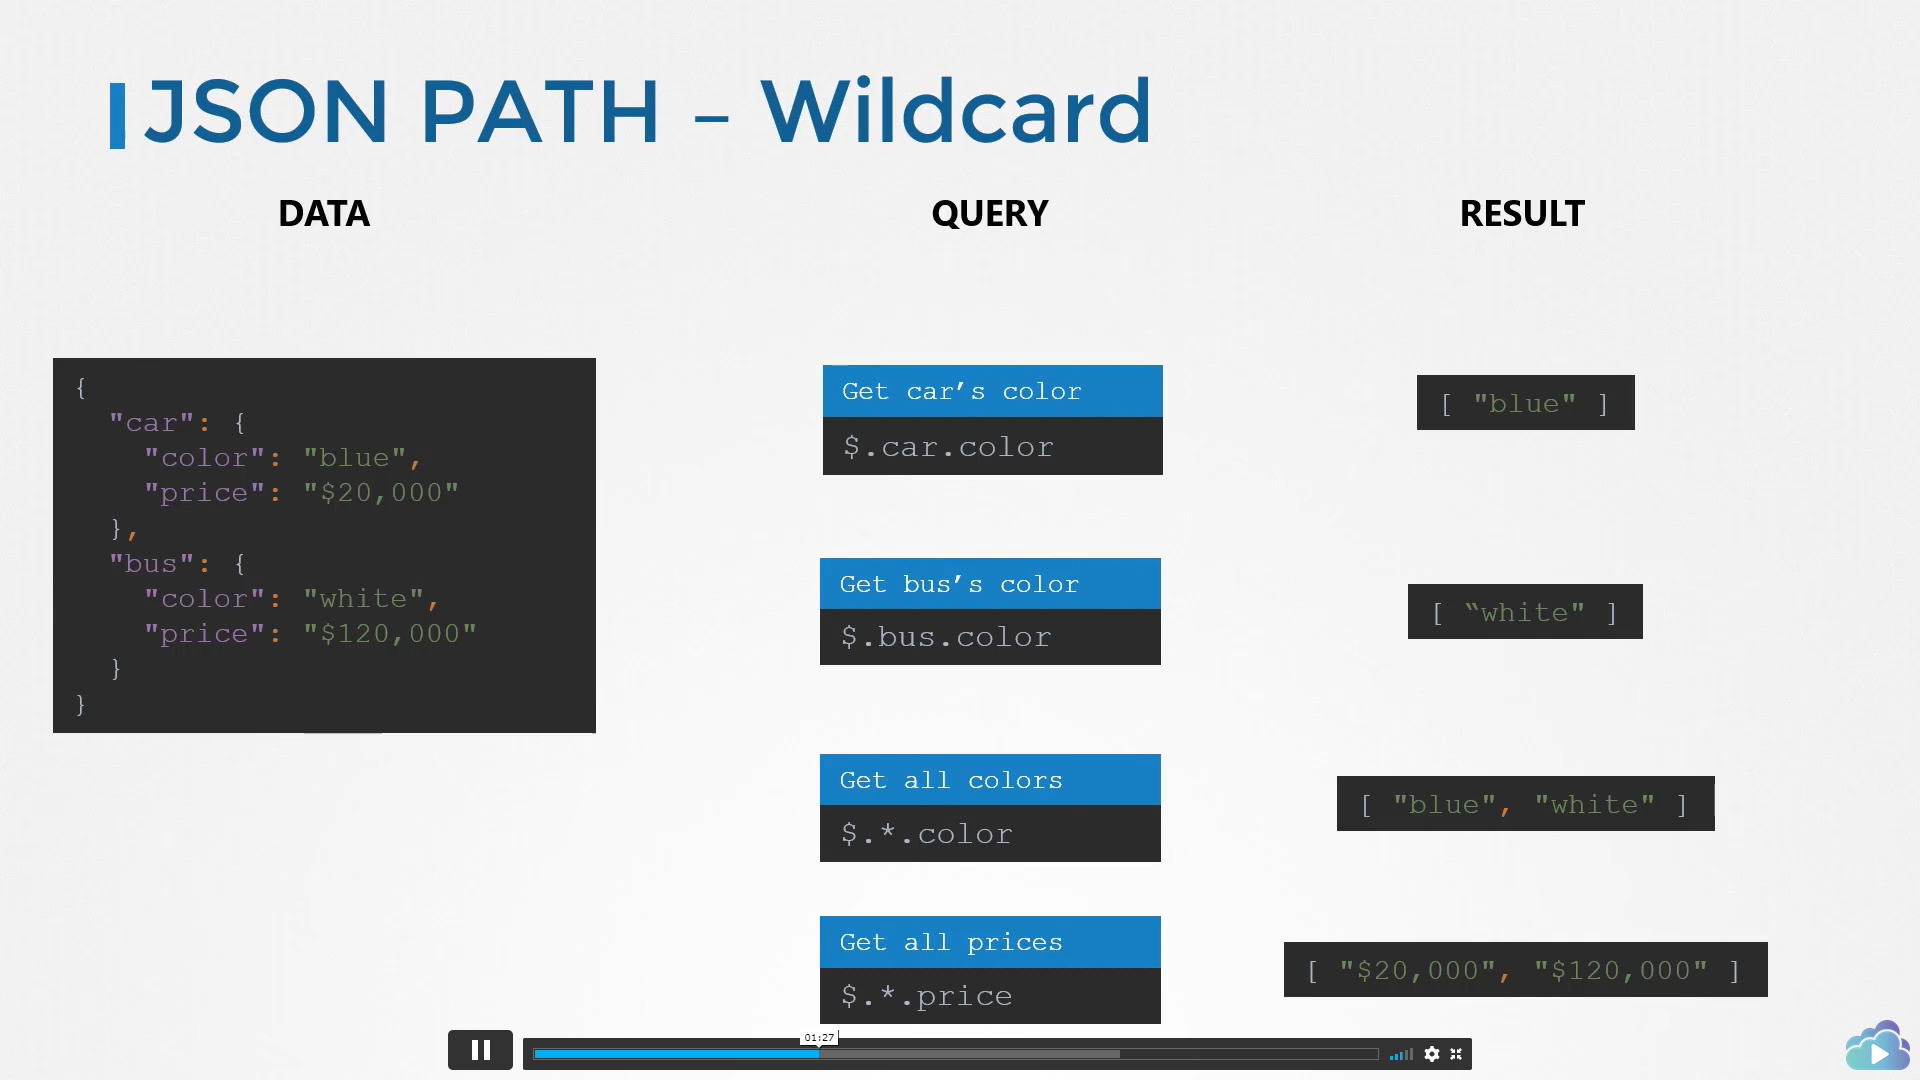 JSON PATH – Wildcard
DATA
QUERY
RESULT
{
"car": {
"color": "blue",
"price": "$20,000"
},
"bus": {
"color": "white",
"price": "$120,000"
}
}
Get car’s color
$.car.color
[ "blue" ]
Get bus’s color
$.bus.color
[ “white" ]
Get all colors
$.*.color
[ "blue", "white" ]
Get all prices
$.*.price
[ "$20,000", "$120,000" ]
01:27